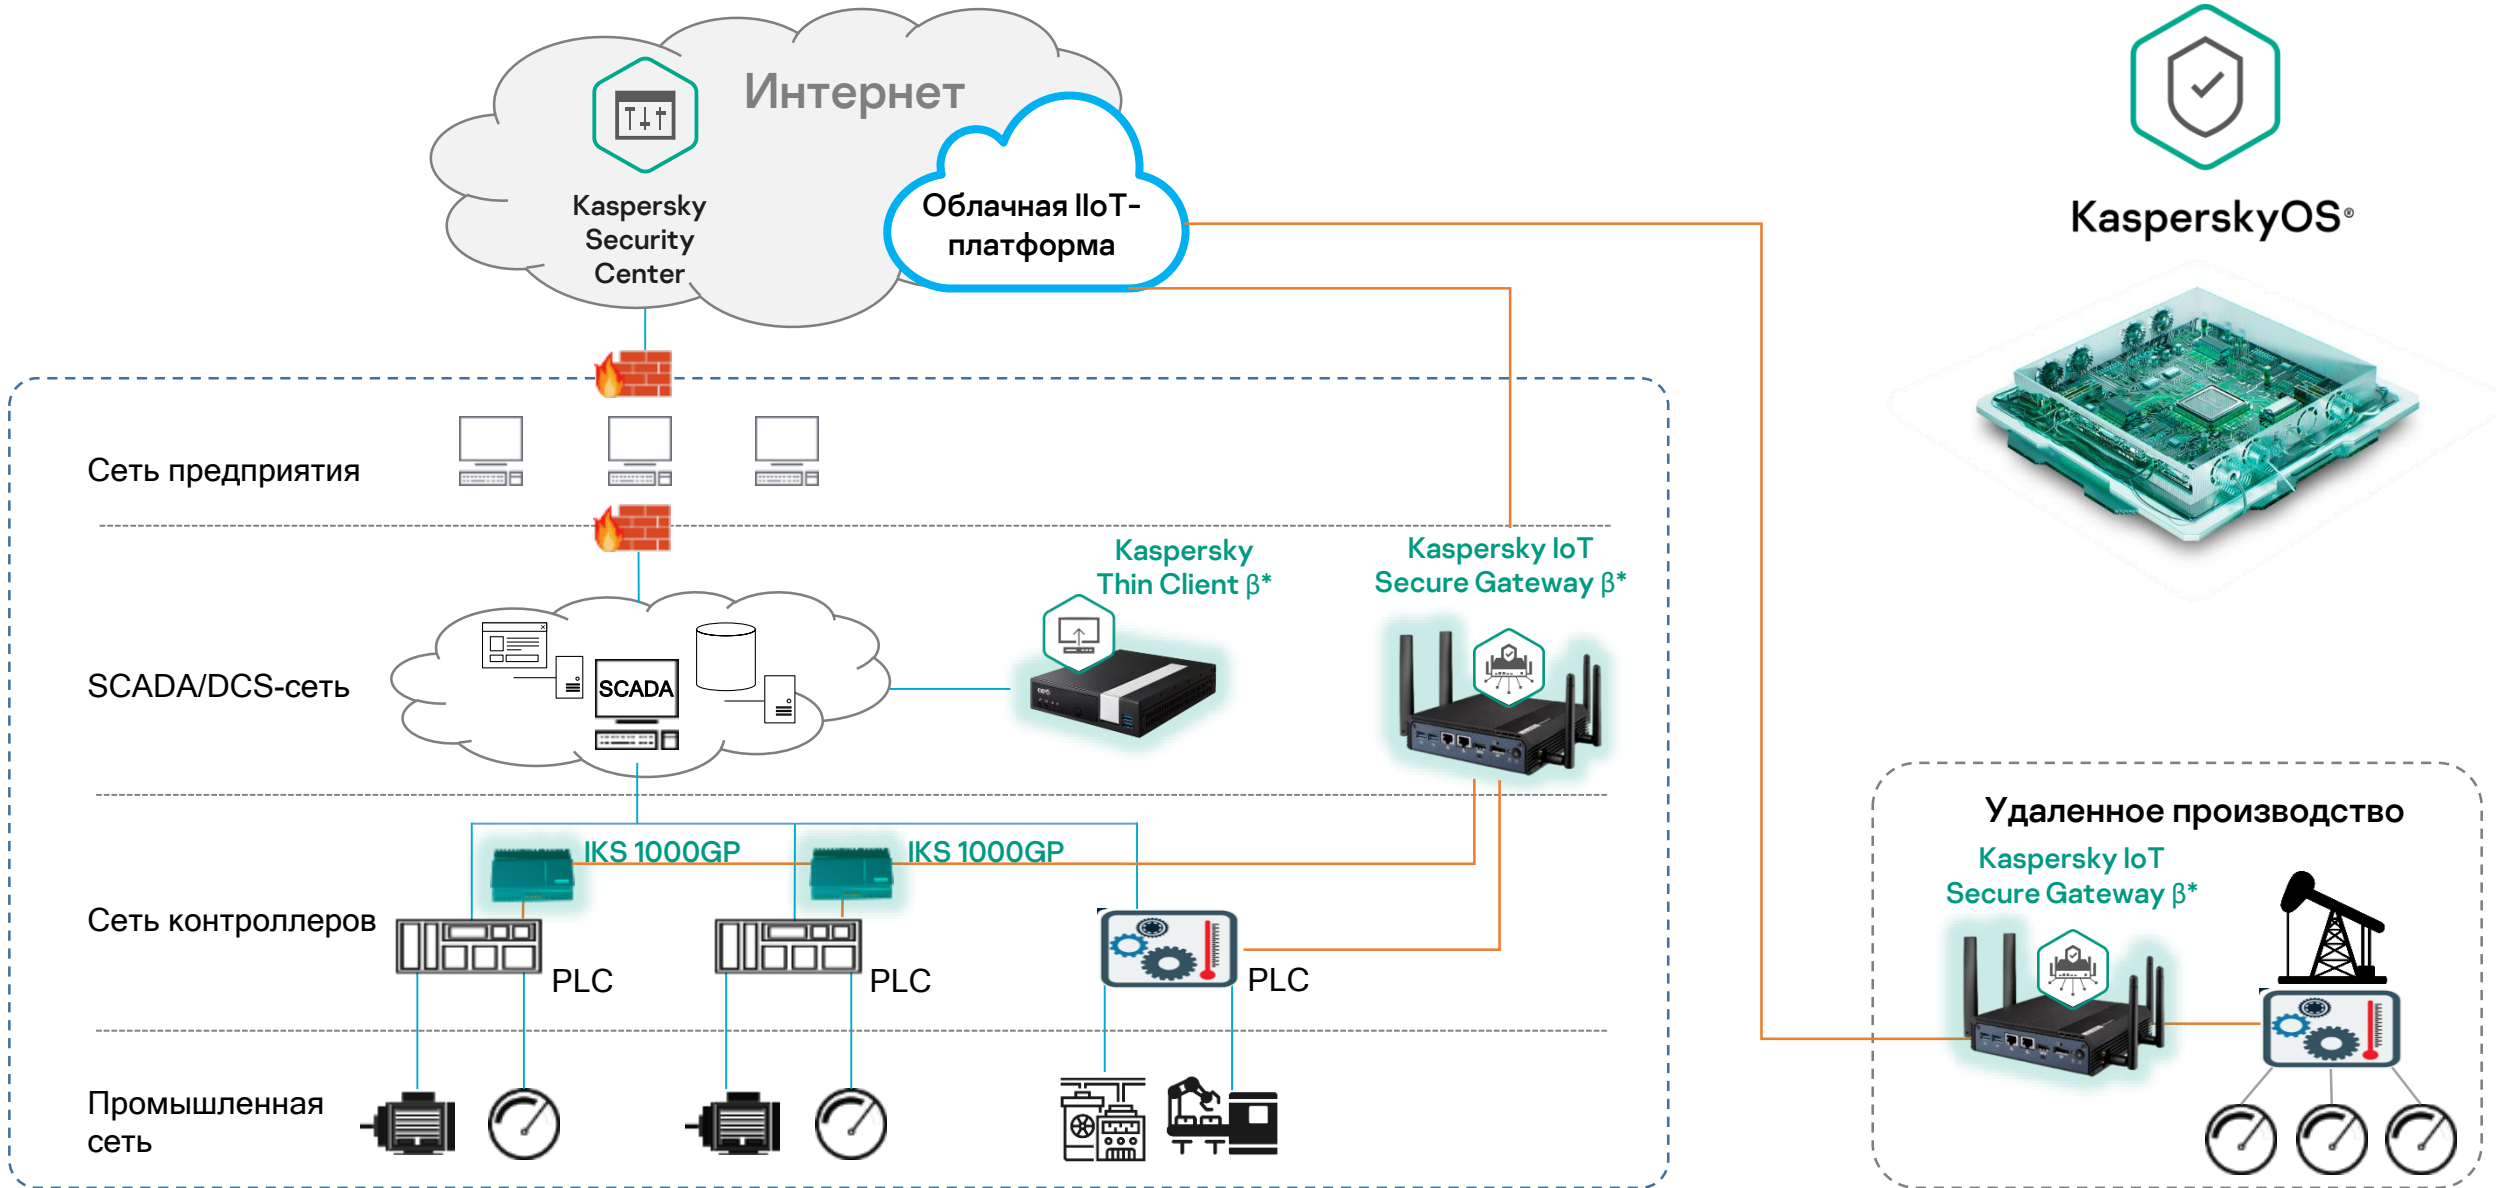 Интернет
Kaspersky
Security
Center
Облачная IIoT-
платформа
KasperskyOS®
Сеть предприятия
Kaspersky
Thin Client β*
Kaspersky IoT
Secure Gateway β*
SCADA/DCS-сеть
SCADA
Удаленное производство
Kaspersky IoT
Secure Gateway β*
IKS 1000GP
IKS 1000GP
Сеть контроллеров
PLC
PLC
PLC
Промышленная
сеть